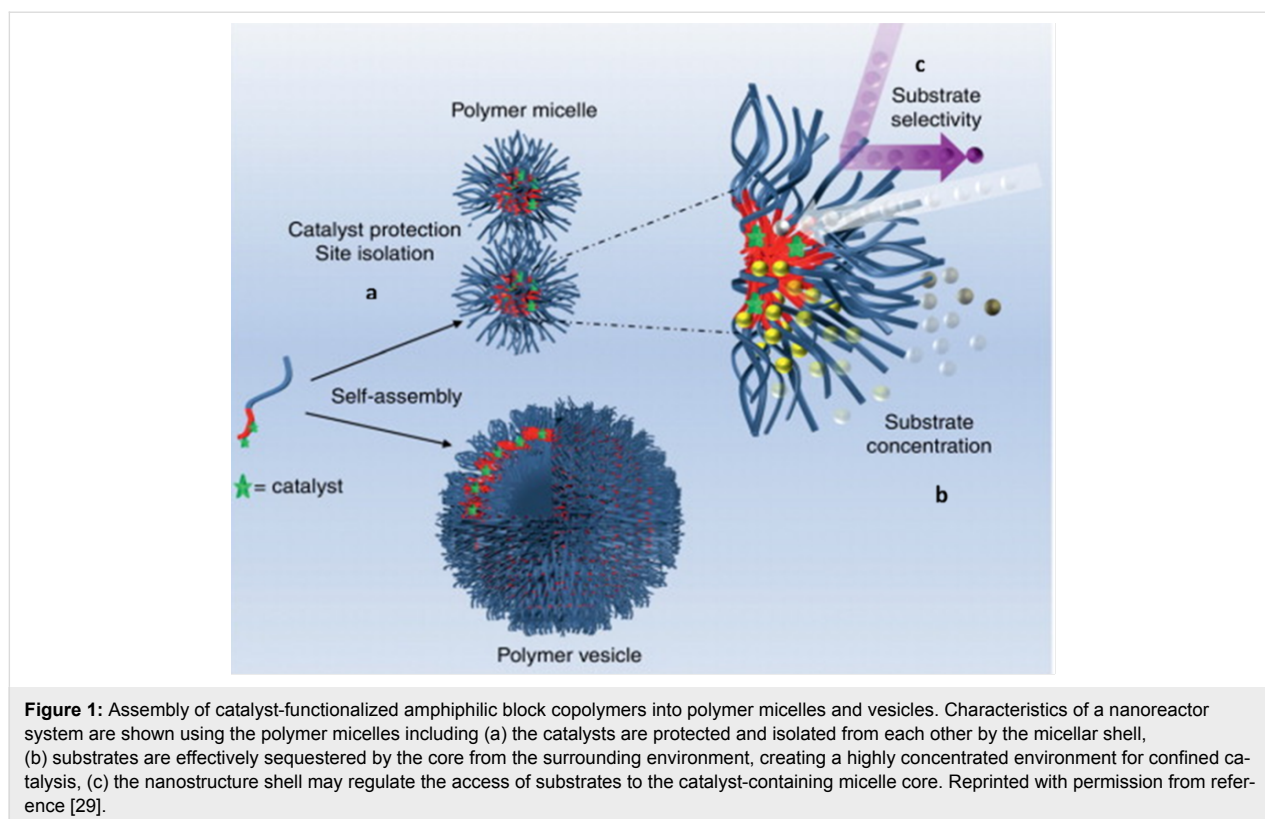 c
Substrate
selectivity
Polymer micelle
Catalyst protection
Site isolation
a
Self-assembly
= catalyst
Substrate
concentration
b
Polymer vesicle
Figure 1: Assembly of catalyst-functionalized amphiphilic block copolymers into polymer micelles and vesicles. Characteristics of a nanoreactor
system are shown using the polymer micelles including (a) the catalysts are protected and isolated from each other by the micellar shell,
(b) substrates are effectively sequestered by the core from the surrounding environment, creating a highly concentrated environment for confined ca-
talysis, (c) the nanostructure shell may regulate the access of substrates to the catalyst-containing micelle core. Reprinted with permission from refer-
ence [29].